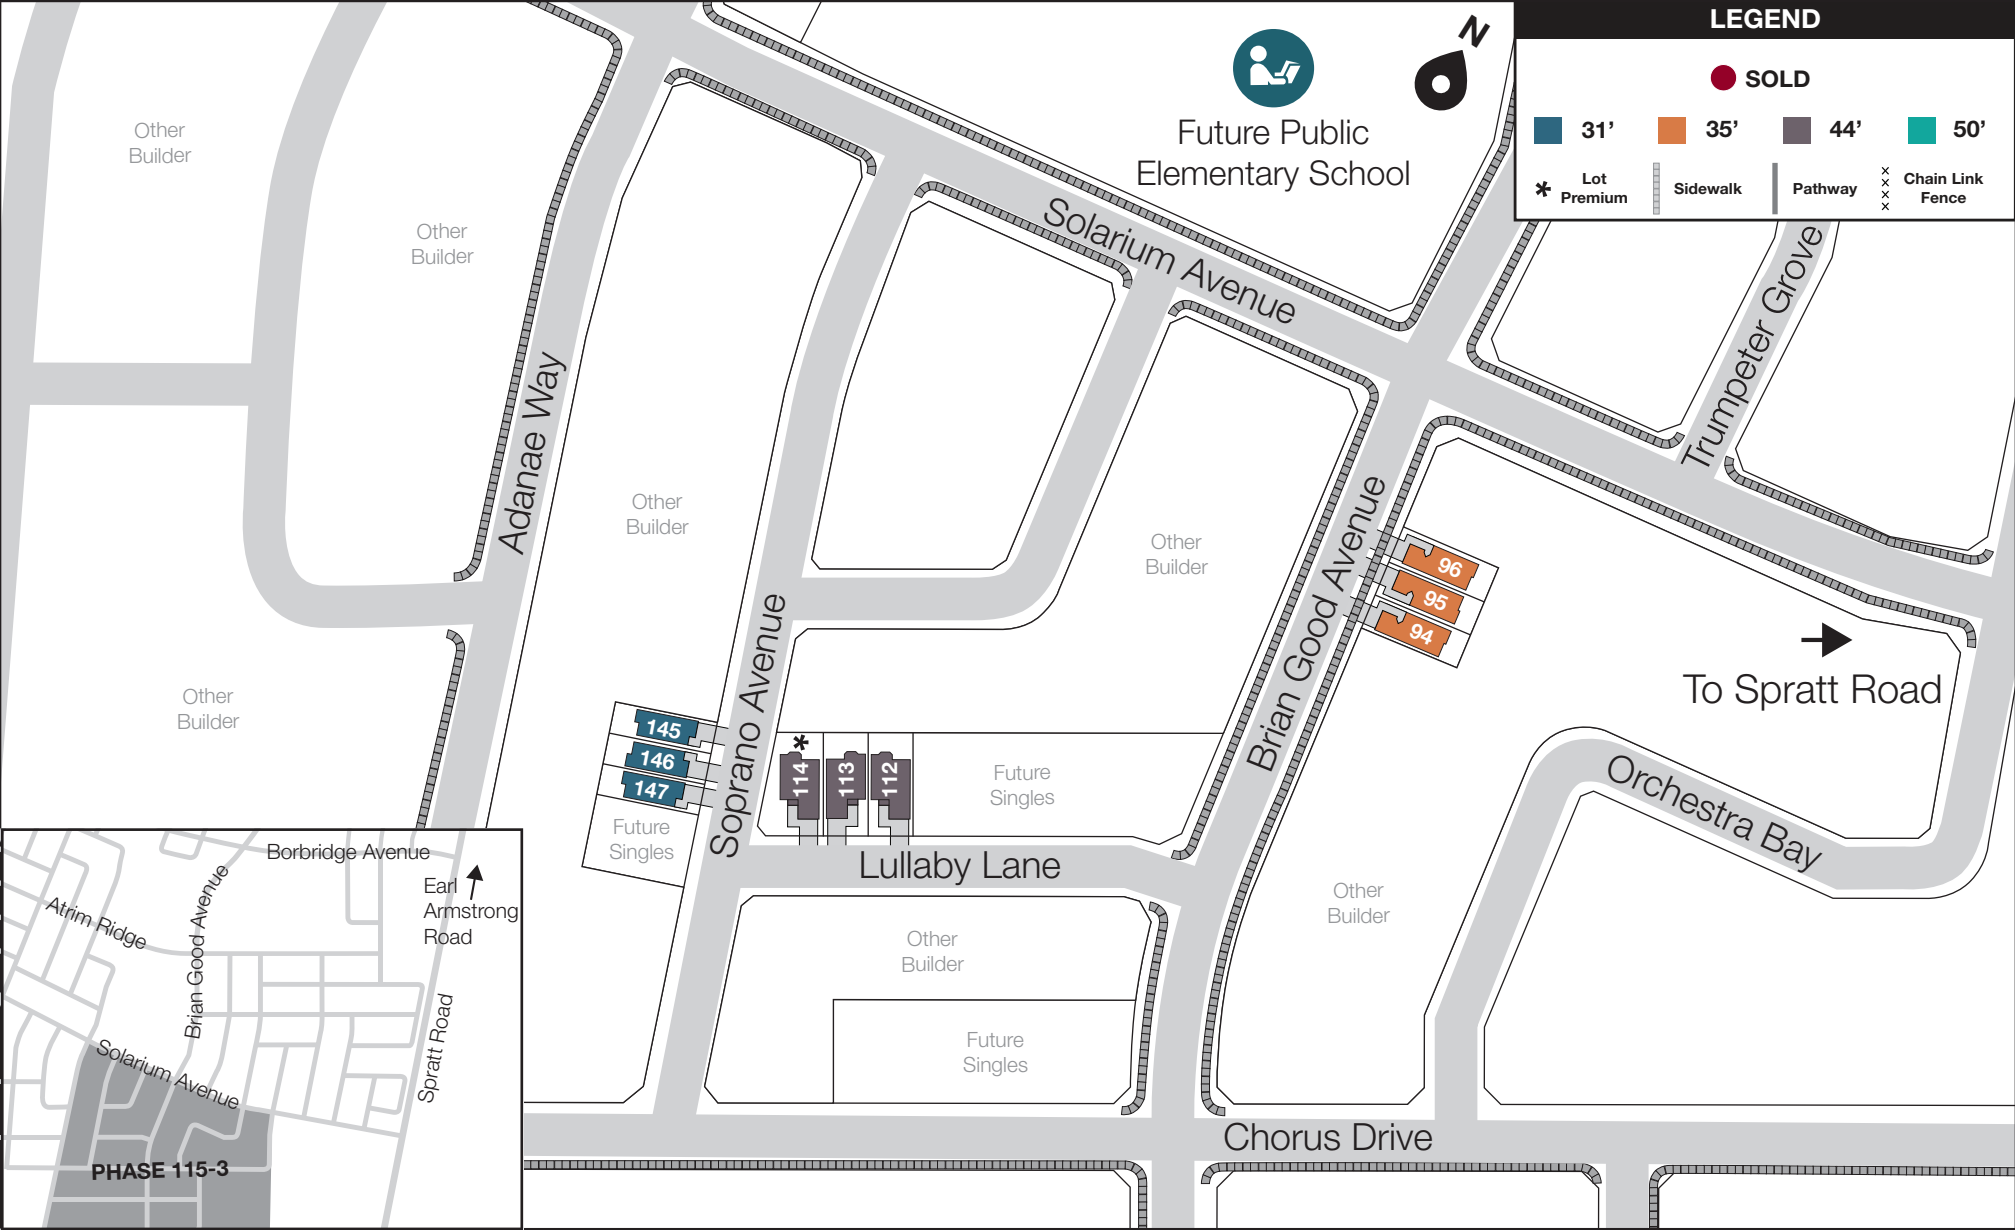 LEGEND
SOLD
31’
35’
44’
50’
* Lot
Premium
Sidewalk
Pathway
Chain Link
Fence
N
Future Public
Elementary School
Other
Builder
Other
Builder
Solarium Avenue
Trumpeter Grove
Adanae Way
Other
Builder
Other
Builder
Brian Good Avenue
96
95
94
To Spratt Road
Other
Builder
Soprano Avenue
145
146
147
*
114
113
112
Future
Singles
Future
Singles
Orchestra Bay
Lullaby Lane
Other
Builder
Other
Builder
Future
Singles
Chorus Drive
Borbridge Avenue
Earl
Armstrong
Road
Atrim Ridge
Brian Good Avenue
Spratt Road
Solarium Avenue
PHASE 115-3